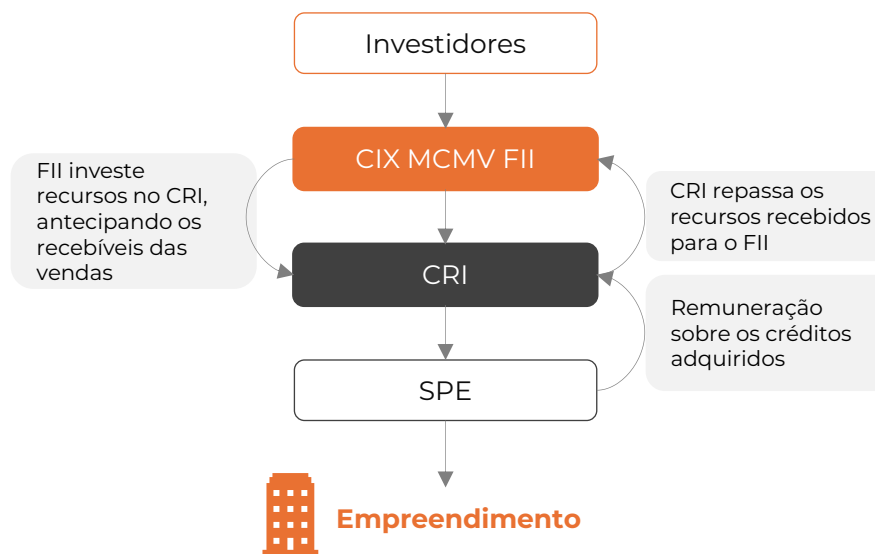 Investidores
CIX MCMV FII
FII investe
recursos no CRI,
antecipando os
recebíveis das
vendas
CRI repassa os
recursos recebidos
para o FII
CRI
Remuneração
sobre os créditos
adquiridos
SPE
Empreendimento